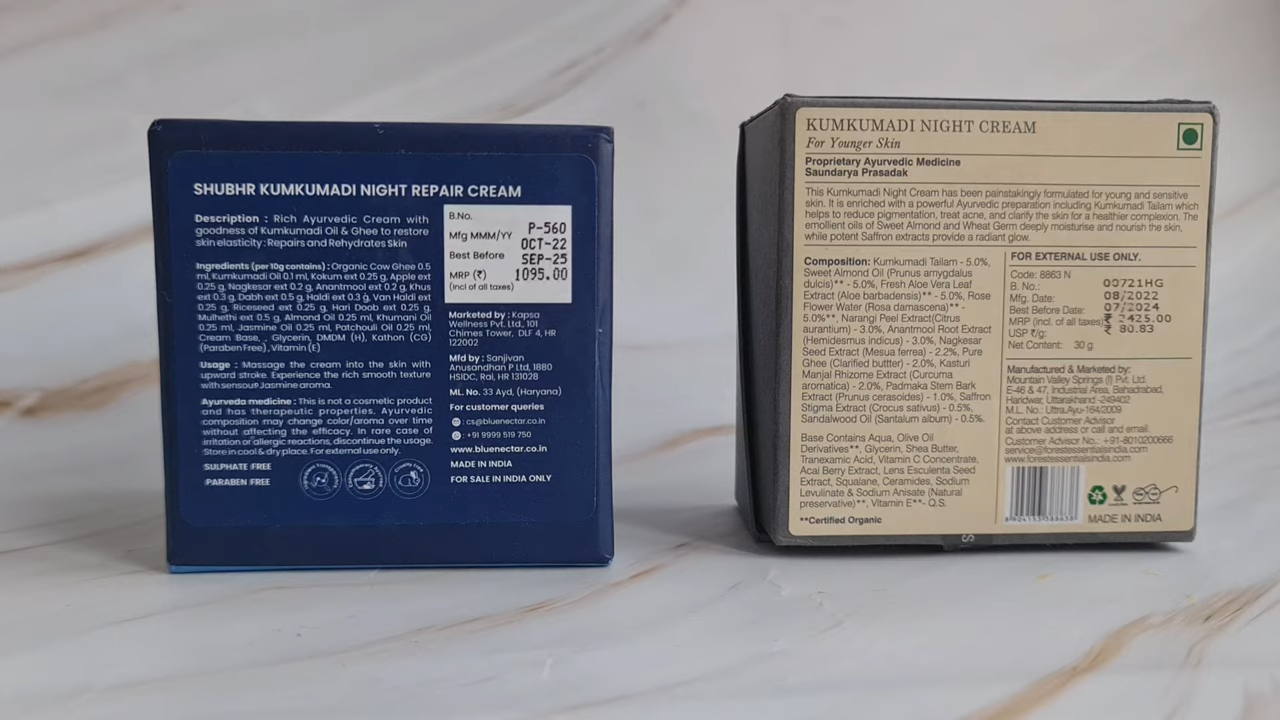 SHUBHR KUMKUMADI NIGHT REPAIR CREAM
Description : Rich Ayurvedic Cream with
goodness of Kumkumadi Oil & Ghee to restore
skin elasticity : Repairs and Rehydrates Skin
Ingredients (per 10g contains) : Organic Cow Ghee 0.5
ml, Kumkumadi Oil 0.1 ml, Kokum ext 0.25 g, Apple ext
0.25 g, Nagkesar ext 0.2 g, Anantmool ext 0.2 g, Khus
ext 0.3 g, Dabh ext 0.5 g, Haldi ext 0.3 g, Van Haldi ext
0.25 g, Riceseed ext 0.25 g, Hari Doob ext 0.25 g,
Mulhethi ext 0.5 g, Almond Oil 0.25 ml, Khumani Oil
0.25 ml, Jasmine Oil 0.25 ml, Patchouli Oil 0.25 ml,
Cream Base, , Glycerin, DMDM (H), Kathon (CG)
(Paraben Free) , Vitamin (E)
Usage : Massage the cream into the skin with
upward stroke. Experience the rich smooth texture
with Jasmine aroma.
Ayurveda medicine : This is not a cosmetic product
and has therapeutic properties. Ayurvedic
composition may change color/aroma over time
without affecting the efficacy. In rare case of
irritation or allergic reactions, discontinue the usage.
Store in cool & dry place. For external use only.
SULPHATE FREE
PARABEN FREE
B.No. P-560
Mfg MMM/YY OCT-22
Best Before SEP-25
MRP (₹) 1095.00
(Incl of all taxes)
Marketed by : Kapsa
Wellness Pvt. Ltd., 101
Chimes Tower, DLF 4, HR
122002
Mfd by : Sanjivan
Anusandhan P Ltd, 1880
HSIDC, Rai, HR 131028
ML. No. 33 Ayd, (Haryana)
For customer queries
: cs@bluenectar.co.in
: +91 9999 519 750
www.bluenectar.co.in
MADE IN INDIA
FOR SALE IN INDIA ONLY
KUMKUMADI NIGHT CREAM
For Younger Skin
Proprietary Ayurvedic Medicine
Saundarya Prasadak
This Kumkumadi Night Cream has been painstakingly formulated for young and sensitive
skin. It is enriched with a powerful Ayurvedic preparation including Kumkumadi Tailam which
helps to reduce pigmentation, treat acne, and clarify the skin for a healthier complexion. The
emollient oils of Sweet Almond and Wheat Germ deeply moisturise and nourish the skin,
while potent Saffron extracts provide a radiant glow.
Composition: Kumkumadi Tailam - 5.0%,
Sweet Almond Oil (Prunus amygdalus
dulcis)** - 5.0%, Fresh Aloe Vera Leaf
Extract (Aloe barbadensis)** - 5.0%, Rose
Flower Water (Rosa damascena)** -
5.0%**, Narangi Peel Extract(Citrus
aurantium) - 3.0%, Anantmool Root Extract
(Hemidesmus indicus) - 3.0%, Nagkesar
Seed Extract (Mesua ferrea) - 2.2%, Pure
Ghee (Clarified buttter) - 2.0%, Kasturi
Manjal Rhizome Extract (Curcuma
aromatica) - 2.0%, Padmaka Stem Bark
Extract (Prunus cerasoides) - 1.0%, Saffron
Stigma Extract (Crocus sativus) - 0.5%,
Sandalwood Oil (Santalum album) - 0.5%.
Base Contains Aqua, Olive Oil
Derivatives**, Glycerin, Shea Butter,
Tranexamic Acid, Vitamin C Concentrate,
Acai Berry Extract, Lens Esculenta Seed
Extract, Squalane, Ceramides, Sodium
Levulinate & Sodium Anisate (Natural
preservative)**, Vitamin E**- Q.S.
**Certified Organic
FOR EXTERNAL USE ONLY.
Code: 8863 N
B. No.: 00721HG
Mfg. Date: 08/2022
Best Before Date: 07/2024
MRP (incl. of all taxes): ₹ 2425.00
USP ₹/g: ₹ 80.83
Net Content: 30 g
Manufactured & Marketed by:
Mountain Valley Springs (I) Pvt. Ltd.
E-46 & 47, Industrial Area, Bahadrabad,
Haridwar, Uttarakhand -249402
M.L. No.: Uttra.Ayu-164/2009
Contact Customer Advisor
at above address or call and email.
Customer Advisor No.: +91-8010200666
service@forestessentialsindia.com
www.forestessentialsindia.com
MADE IN INDIA